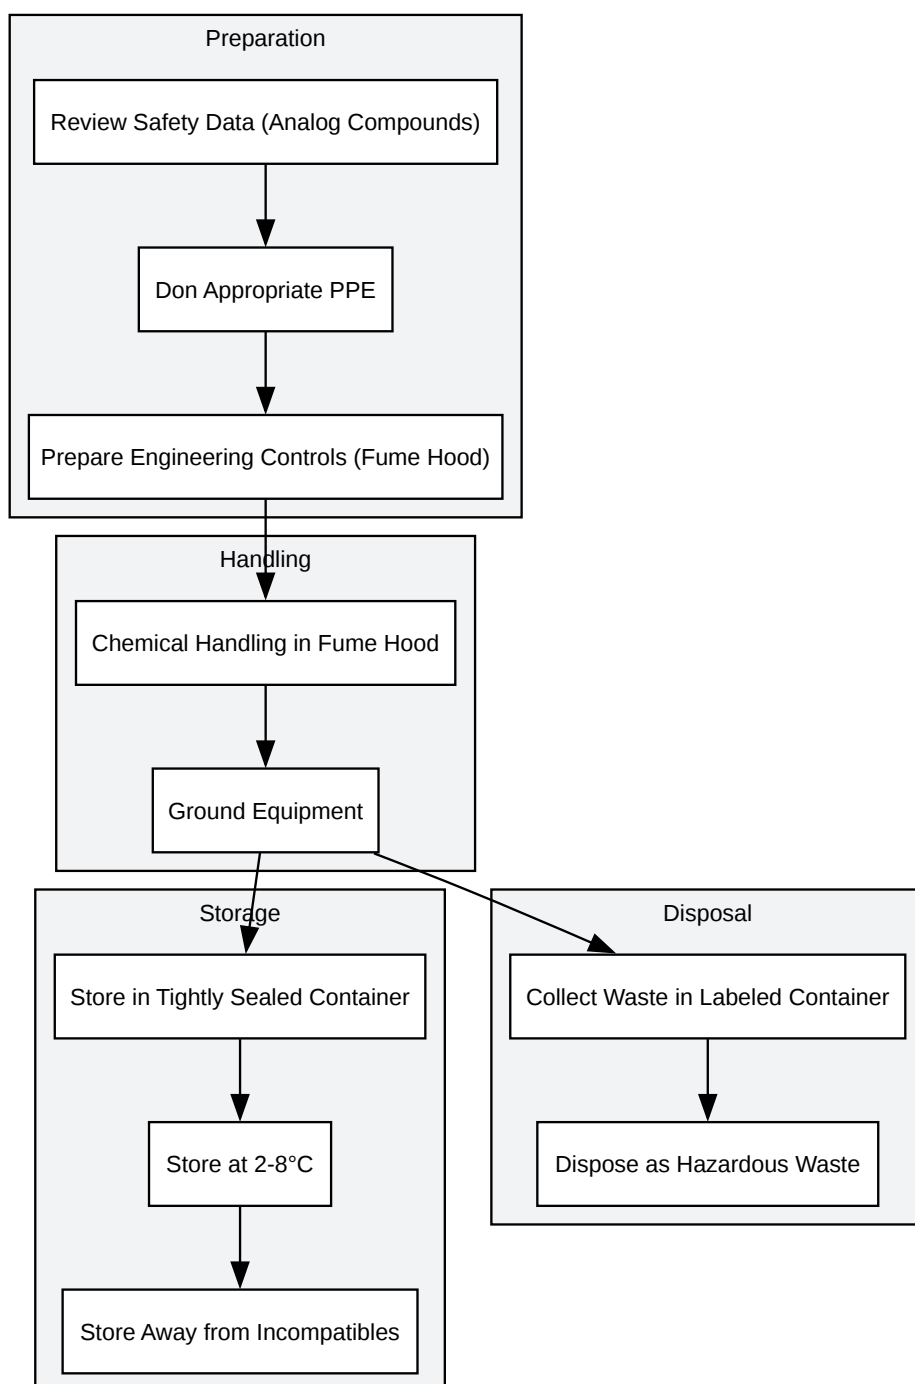 Preparation
Review Safety Data (Analog Compounds)
Don Appropriate PPE
Prepare Engineering Controls (Fume Hood)
Handling
Chemical Handling in Fume Hood
Ground Equipment
Storage
Store in Tightly Sealed Container
Store at 2-8°C
Store Away from Incompatibles
Disposal
Collect Waste in Labeled Container
Dispose as Hazardous Waste